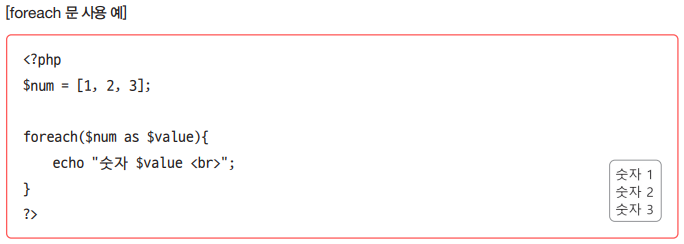 [foreach 문 사용 예]
<?php
$num = [1, 2, 3];
foreach($num as $value){
    echo "숫자 $value <br>";
}
?>
숫자 1
숫자 2
숫자 3